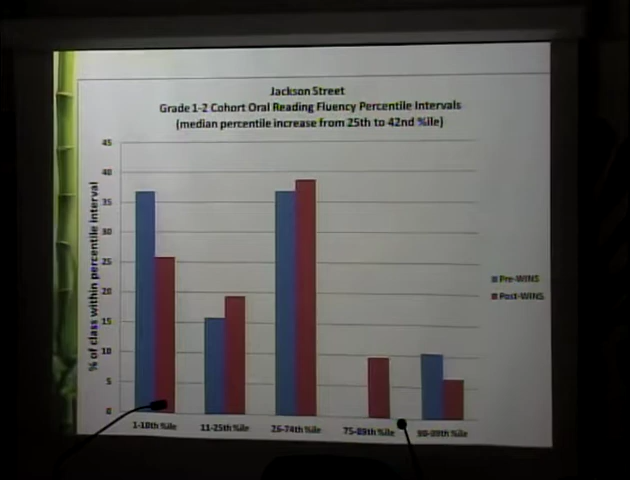 Jackson Street
Grade 1-2 Cohort Oral Reading Fluency Percentile Intervals
(median percentile increase from 25th to 42nd %ile)
% of class within percentile interval
45
40
35
30
25
20
15
10
5
0
1-10th %ile
11-25th %ile
26-74th %ile
75-89th %ile
90-99th %ile
Pre-WINS
Post-WINS